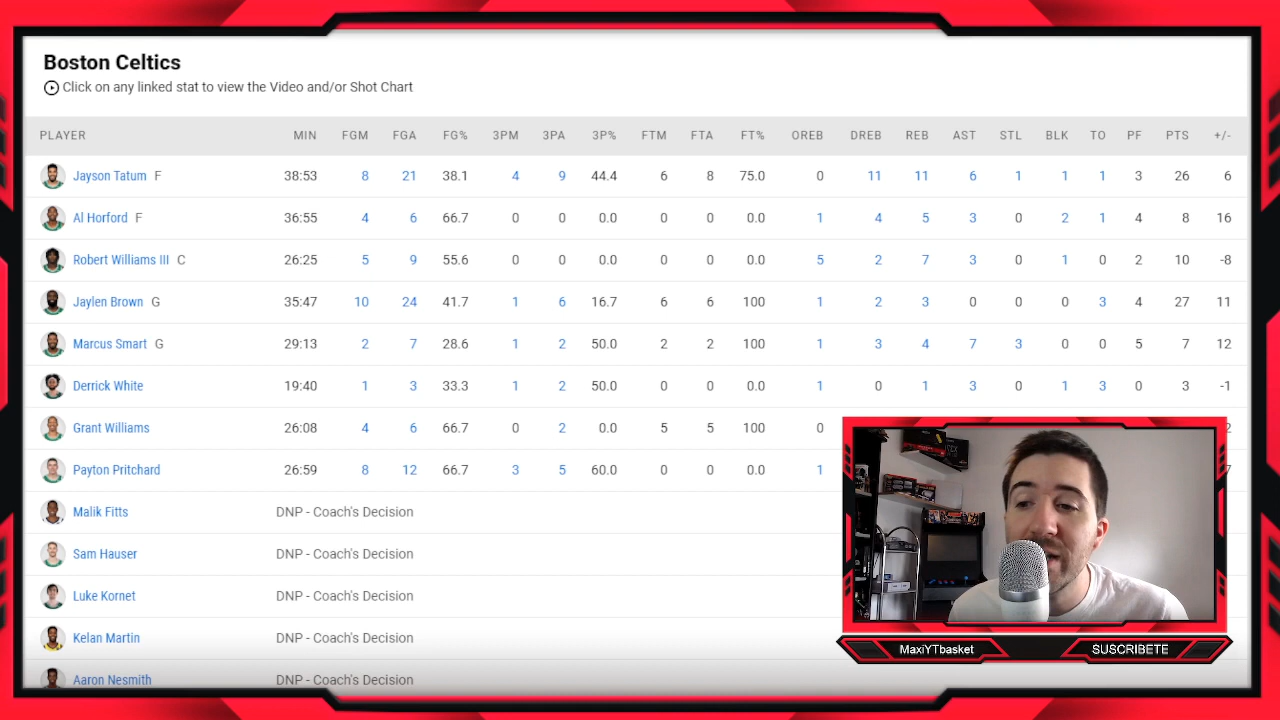 Boston Celtics
Click on any linked stat to view the Video and/or Shot Chart
PLAYER MIN FGM FGA FG% 3PM 3PA 3P% FTM FTA FT% OREB DREB REB AST STL BLK TO PF PTS +/-
Jayson Tatum F 38:53 8 21 38.1 4 9 44.4 6 8 75.0 0 11 11 6 1 1 1 3 26 6
Al Horford F 36:55 4 6 66.7 0 0 0.0 0 0 0.0 1 4 5 3 0 2 1 4 8 16
Robert Williams III C 26:25 5 9 55.6 0 0 0.0 0 0 0.0 5 2 7 3 0 1 0 2 10 -8
Jaylen Brown G 35:47 10 24 41.7 1 6 16.7 6 6 100 1 2 3 0 0 0 3 4 27 11
Marcus Smart G 29:13 2 7 28.6 1 2 50.0 2 2 100 1 3 4 7 3 0 0 5 7 12
Derrick White 19:40 1 3 33.3 1 2 50.0 0 0 0.0 1 0 1 3 0 1 3 0 3 -1
Grant Williams 26:08 4 6 66.7 0 2 0.0 5 5 100 0
Payton Pritchard 26:59 8 12 66.7 3 5 60.0 0 0 0.0 1
Malik Fitts DNP - Coach's Decision
Sam Hauser DNP - Coach's Decision
Luke Kornet DNP - Coach's Decision
Kelan Martin DNP - Coach's Decision
Aaron Nesmith DNP - Coach's Decision
MaxiYTbasket SUSCRIBETE